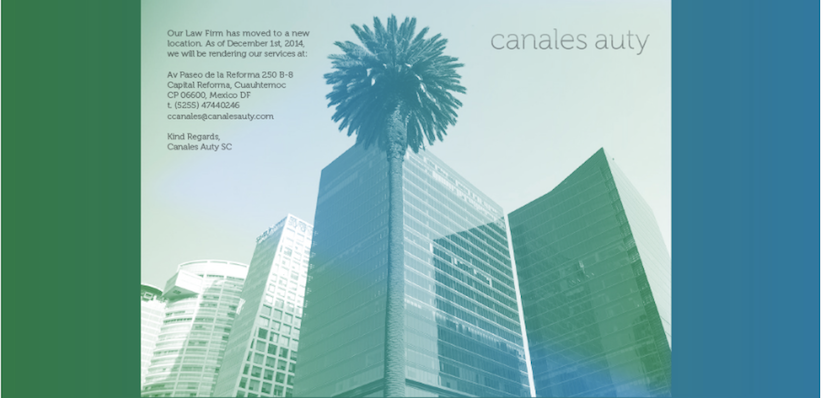 Our Law Firm has moved to a new
location. As of December 1st, 2014,
we will be rendering our services at:
Av Paseo de la Reforma 250 B-8
Capital Reforma, Cuauhtemoc
CP 06600, Mexico DF
t. (5255) 47440246
ccanales@canalesauty.com
Kind Regards,
Canales Auty SC
canales auty